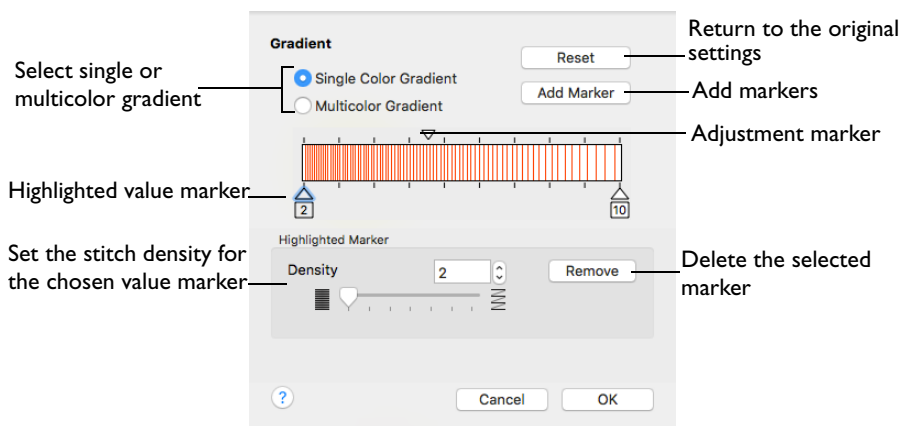 Gradient
Return to the original
settings
Reset
Select single or
multicolor gradient
Single Color Gradient
Multicolor Gradient
Add Marker
Add markers
Adjustment marker
Highlighted value marker
2
10
Highlighted Marker
Set the stitch density for
the chosen value marker
Density
2
Remove
Delete the selected
marker
?
Cancel
OK